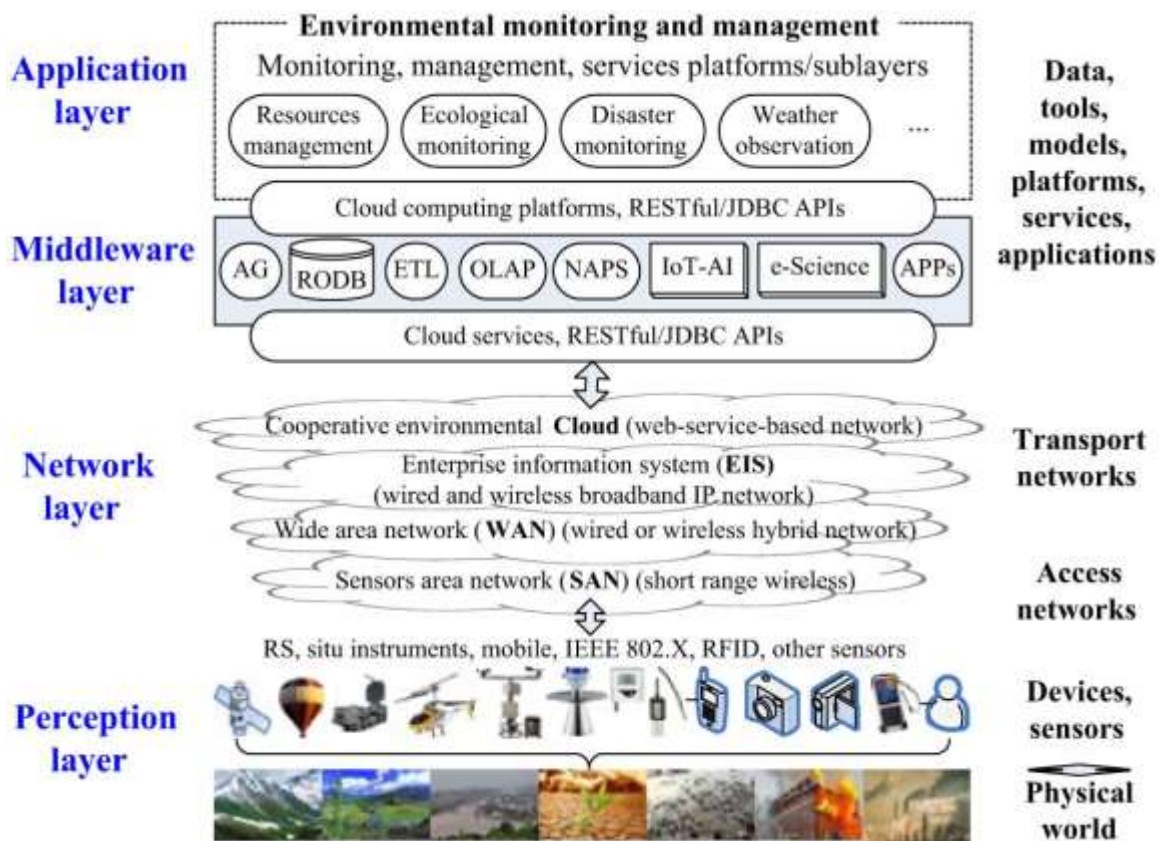 Environmental monitoring and management
Application
layer
Monitoring, management, services platforms/sublayers
Resources
management
Ecological
monitoring
Disaster
monitoring
Weather
observation
...
Cloud computing platforms, RESTful/JDBC APIs
Data,
tools,
models,
platforms,
services,
applications
Middleware
layer
AG
RODB
ETL
OLAP
NAPS
IoT-AI
e-Science
APPs
Cloud services, RESTful/JDBC APIs
Network
layer
Cooperative environmental Cloud (web-service-based network)
Enterprise information system (EIS)
(wired and wireless broadband IP network)
Wide area network (WAN) (wired or wireless hybrid network)
Sensors area network (SAN) (short range wireless)
Transport
networks
Access
networks
Perception
layer
RS, situ instruments, mobile, IEEE 802.X, RFID, other sensors
Devices,
sensors
Physical
world